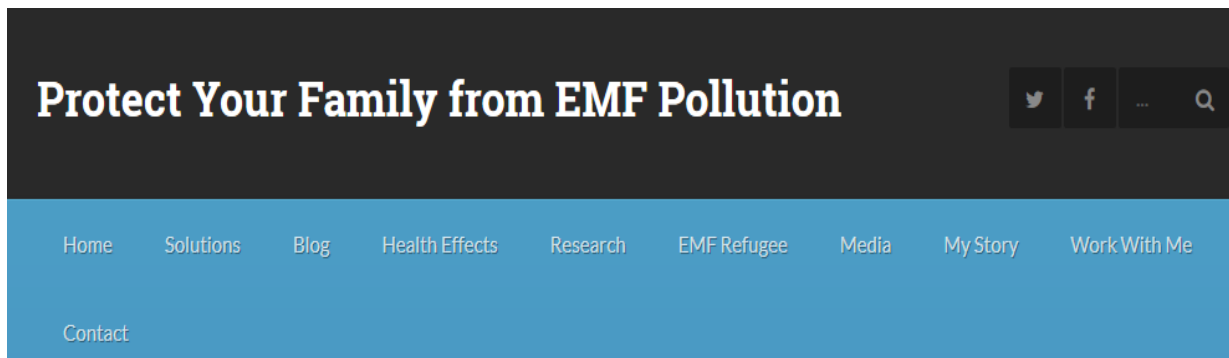 Protect Your Family from EMF Pollution
...
Home Solutions Blog Health Effects Research EMF Refugee Media My Story Work With Me
Contact